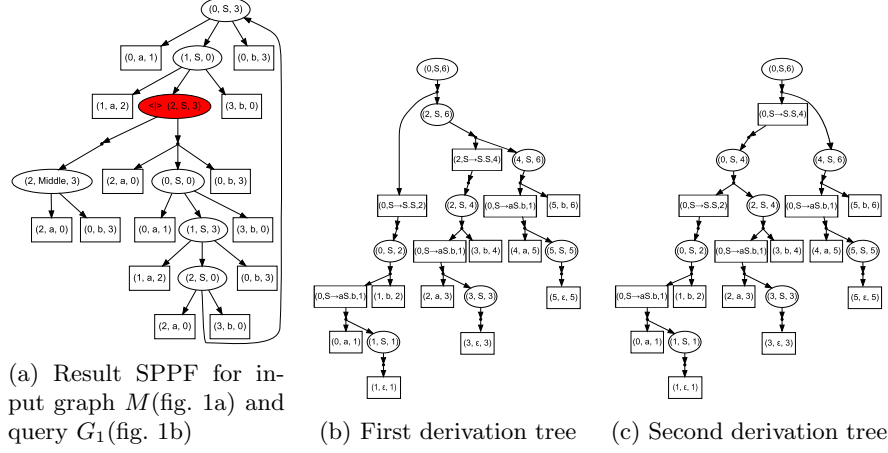 (0, S, 3)
(0, a, 1)
(1, S, 0)
(0, b, 3)
(1, a, 2)
<|> (2, S, 3)
(3, b, 0)
(2, Middle, 3)
(2, a, 0)
(0, S, 0)
(0, b, 3)
(2, a, 0)
(0, b, 3)
(0, a, 1)
(1, S, 3)
(3, b, 0)
(1, a, 2)
(2, S, 0)
(0, b, 3)
(2, a, 0)
(3, b, 0)
(a) Result SPPF for in-
put graph M(fig. 1a) and
query G₁(fig. 1b)
(0,S,6)
(2, S, 6)
(2,S→S.S,4)
(4, S, 6)
(0,S→S.S,2)
(2, S, 4)
(0,S→aS.b,1)
(5, b, 6)
(0, S, 2)
(0,S→aS.b,1)
(3, b, 4)
(4, a, 5)
(5, S, 5)
(0,S→aS.b,1)
(1, b, 2)
(2, a, 3)
(3, S, 3)
(5, ε, 5)
(0, a, 1)
(1, S, 1)
(3, ε, 3)
(1, ε, 1)
(b) First derivation tree
(0,S,6)
(0,S→S.S,4)
(0, S, 4)
(4, S, 6)
(0,S→S.S,2)
(2, S, 4)
(0,S→aS.b,1)
(5, b, 6)
(0, S, 2)
(0,S→aS.b,1)
(3, b, 4)
(4, a, 5)
(5, S, 5)
(0,S→aS.b,1)
(1, b, 2)
(2, a, 3)
(3, S, 3)
(5, ε, 5)
(0, a, 1)
(1, S, 1)
(3, ε, 3)
(1, ε, 1)
(c) Second derivation tree